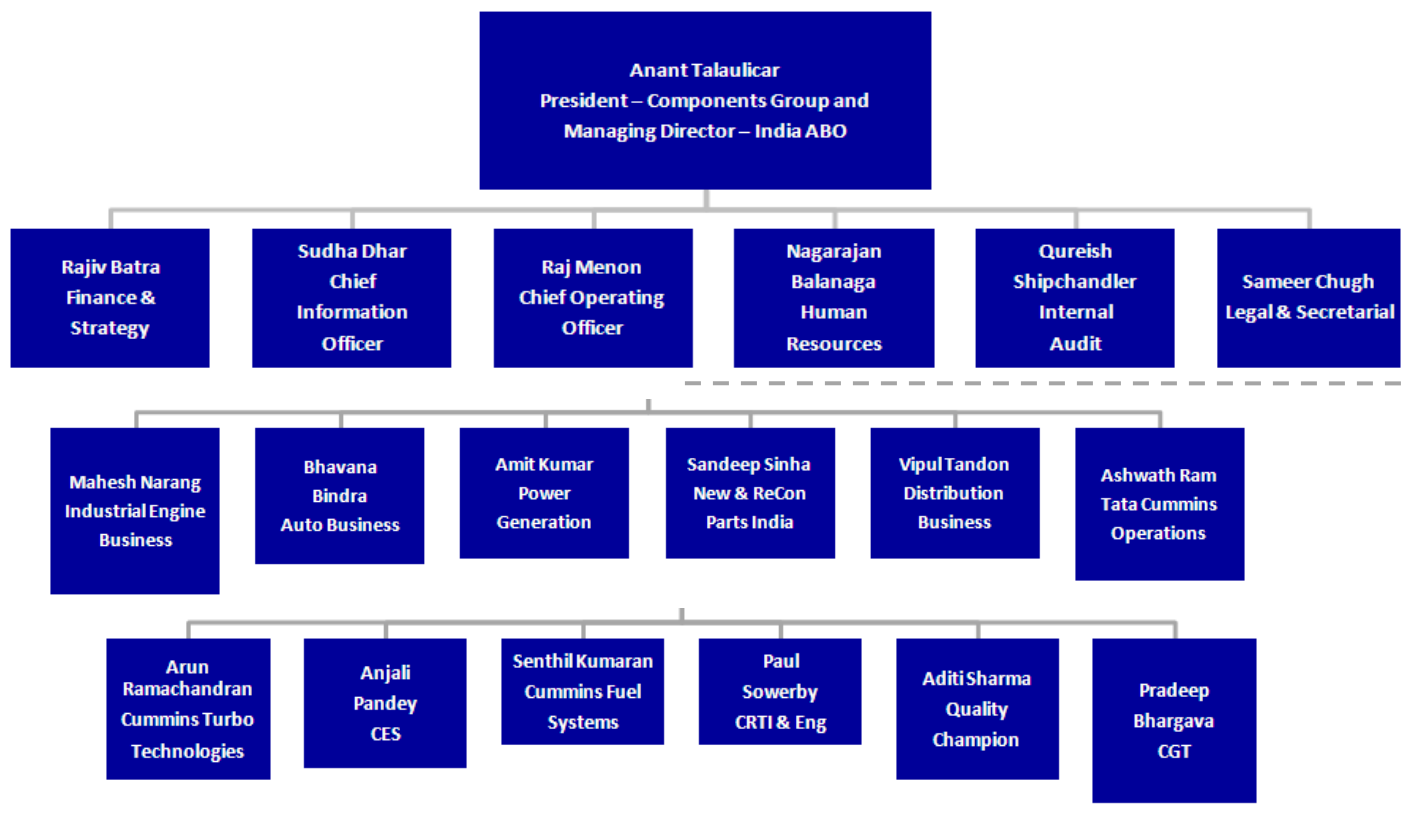 Anant Talaulicar
President – Components Group and
Managing Director – India ABO
Rajiv Batra
Finance &
Strategy
Sudha Dhar
Chief
Information
Officer
Raj Menon
Chief Operating
Officer
Nagarajan
Balanaga
Human
Resources
Qureish
Shipchandler
Internal
Audit
Sameer Chugh
Legal & Secretarial
Mahesh Narang
Industrial Engine
Business
Bhavana
Bindra
Auto Business
Amit Kumar
Power
Generation
Sandeep Sinha
New & ReCon
Parts India
Vipul Tandon
Distribution
Business
Ashwath Ram
Tata Cummins
Operations
Arun
Ramachandran
Cummins Turbo
Technologies
Anjali
Pandey
CES
Senthil Kumaran
Cummins Fuel
Systems
Paul
Sowerby
CRTI & Eng
Aditi Sharma
Quality
Champion
Pradeep
Bhargava
CGT